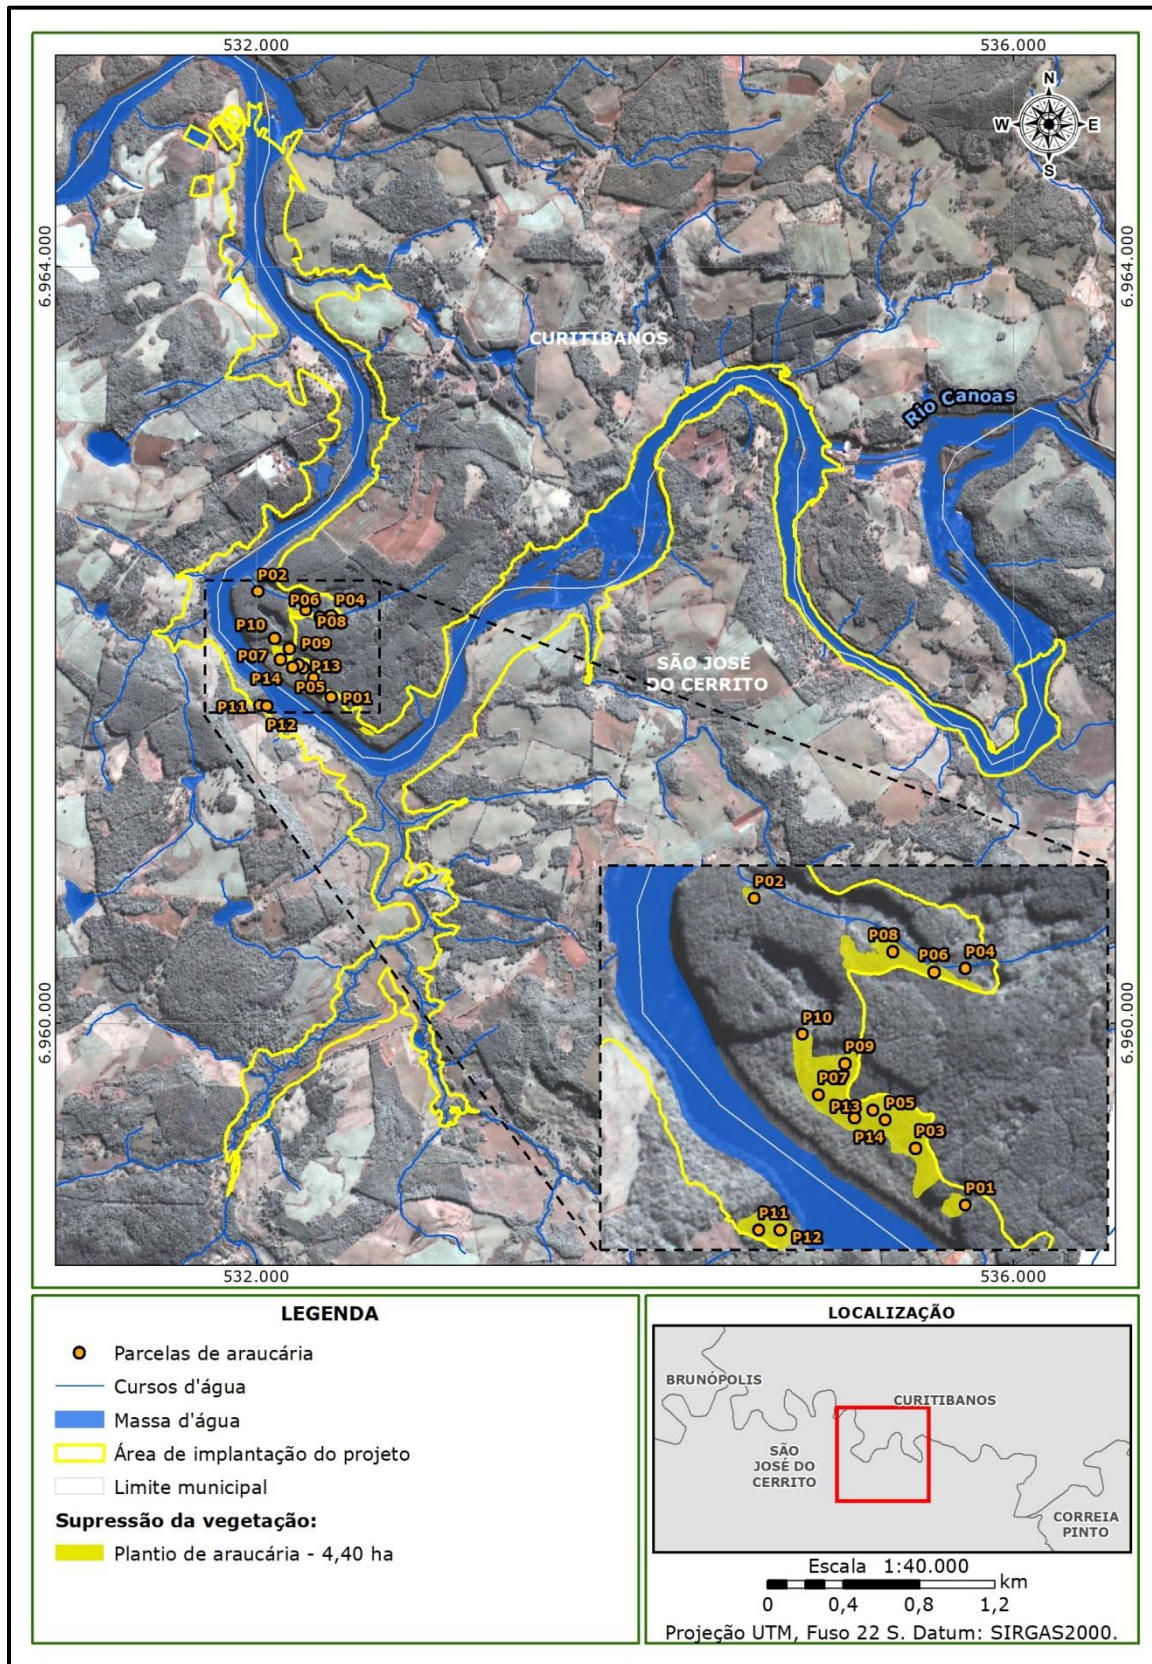 532.000
536.000
N
W
E
S
6.964.000
6.964.000
CURITIBANOS
Rio Canoas
P02
P06
P04
P08
P10
P09
P07
P13
SÃO JOSÉ
DO CERRITO
P14
P05
P01
P11
P12
P02
P08
P06
P04
6.960.000
6.960.000
P10
P09
P07
P13
P05
P14
P03
P01
P11
P12
532.000
536.000
LEGENDA
Parcelas de araucária
Cursos d'água
Massa d'água
Área de implantação do projeto
Limite municipal
Supressão da vegetação:
Plantio de araucária - 4,40 ha
LOCALIZAÇÃO
BRUNÓPOLIS
CURITIBANOS
SÃO
JOSÉ DO
CERRITO
CORREIA
PINTO
Escala 1:40.000
km
0 0,4 0,8 1,2
Projeção UTM, Fuso 22 S. Datum: SIRGAS2000.